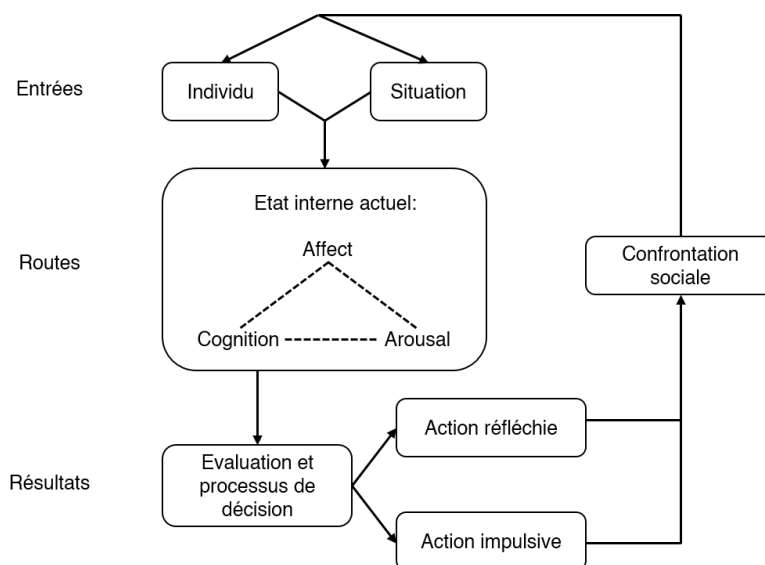 Entrées
Individu
Situation
Etat interne actuel:
Routes
Affect
Cognition
Arousal
Confrontation
sociale
Résultats
Evaluation et
processus de
décision
Action réfléchie
Action impulsive